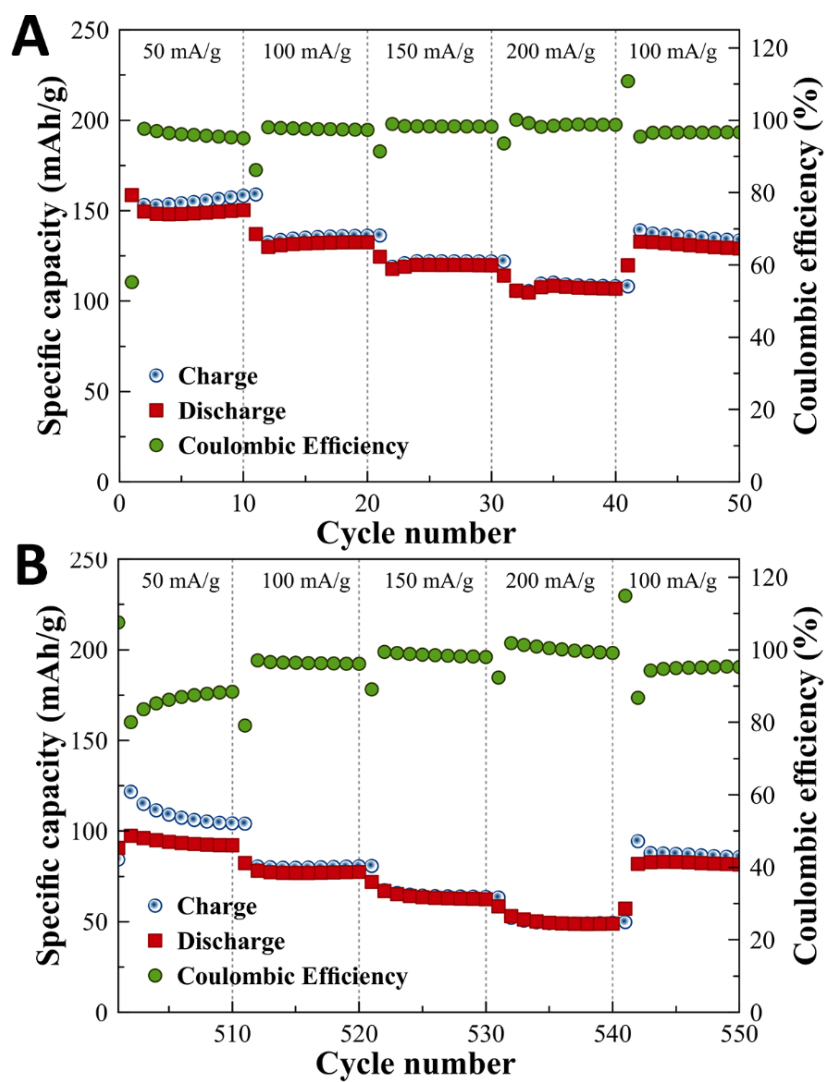 A
50 mA/g 100 mA/g 150 mA/g 200 mA/g 100 mA/g
250
200
150
100
50
0
Specific capacity (mAh/g)
120
100
80
60
40
20
0
Coulombic efficiency (%)
Charge
Discharge
Coulombic Efficiency
0 10 20 30 40 50
Cycle number
B
50 mA/g 100 mA/g 150 mA/g 200 mA/g 100 mA/g
250
200
150
100
50
0
Specific capacity (mAh/g)
120
100
80
60
40
20
0
Coulombic efficiency (%)
Charge
Discharge
Coulombic Efficiency
510 520 530 540 550
Cycle number